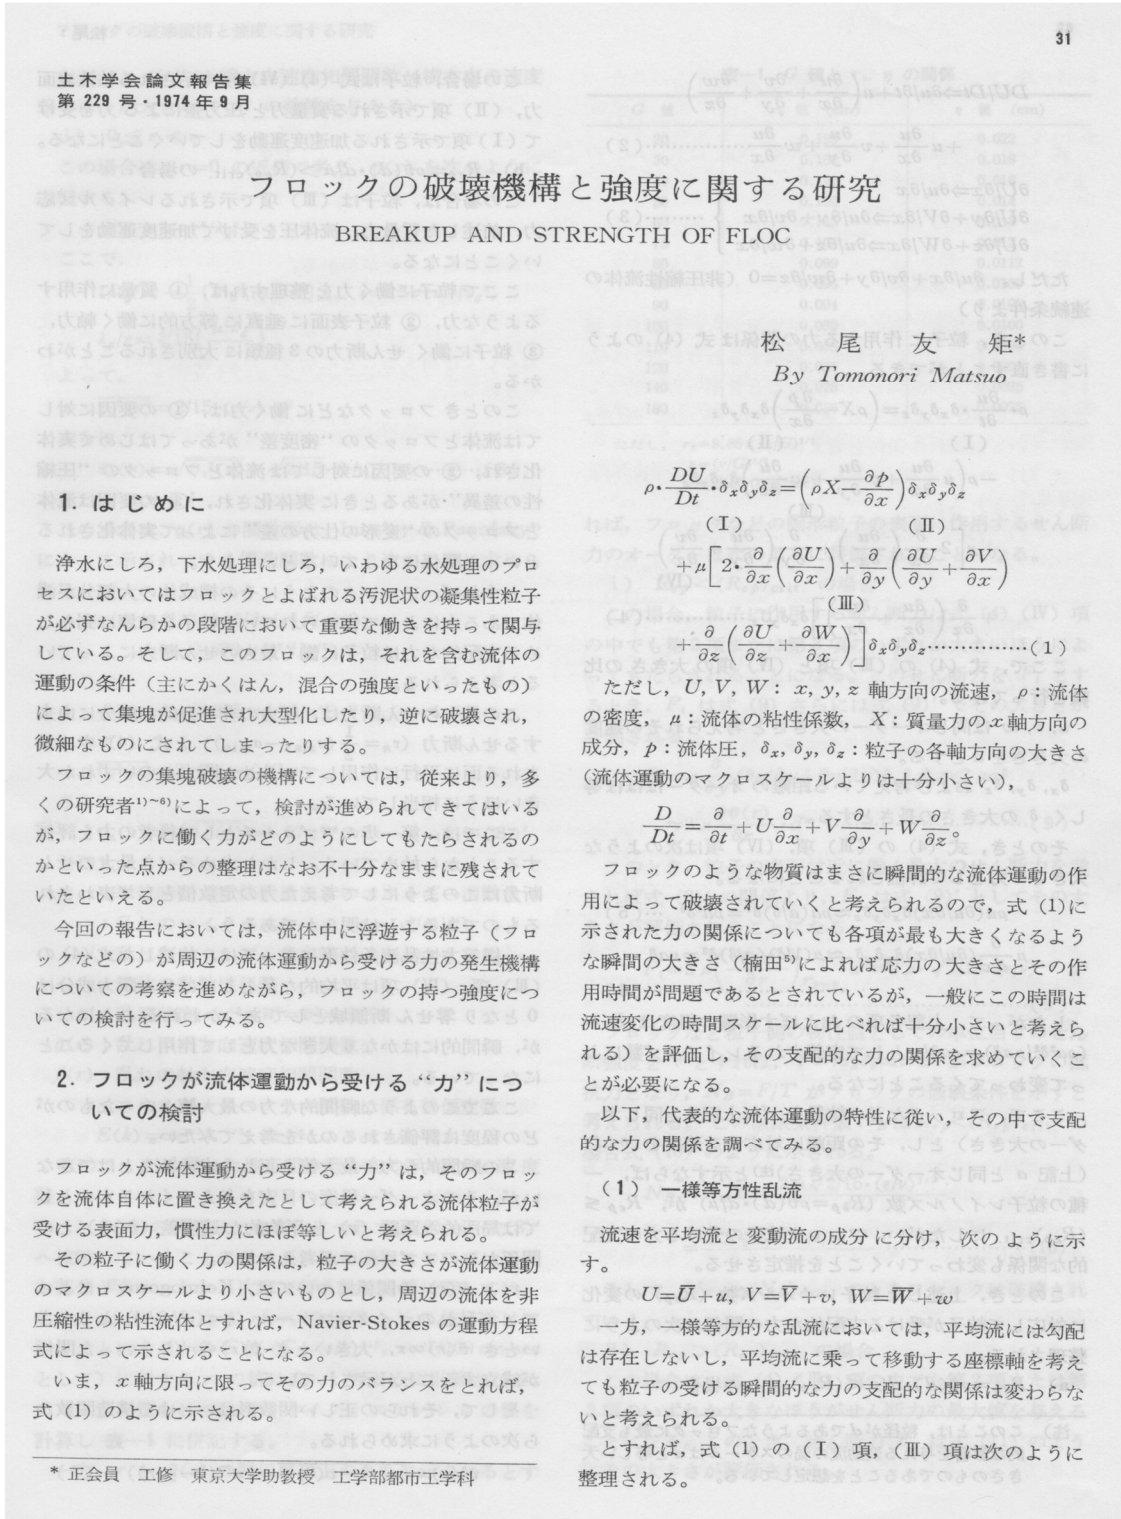 31
土木学会論文報告集
第 229 号・1974 年 9 月
フロックの破壊機構と強度に関する研究
BREAKUP AND STRENGTH OF FLOC
松 尾 友 矩*
By Tomonori Matsuo
1. は じ め に
浄水にしろ，下水処理にしろ，いわゆる水処理のプロ
セスにおいてはフロックとよばれる汚泥状の凝集性粒子
が必ずなんらかの段階において重要な働きを持って関与
している。そして，このフロックは，それを含む流体の
運動の条件（主にかくはん，混合の強度といったもの）
によって集塊が促進され大型化したり，逆に破壊され，
微細なものにされてしまったりする。
フロックの集塊破壊の機構については，従来より，多
くの研究者1)~6)によって，検討が進められてきてはいる
が，フロックに働く力がどのようにしてもたらされるの
かといった点からの整理はなお不十分なままに残されて
いたといえる。
今回の報告においては，流体中に浮遊する粒子（フロ
ックなどの）が周辺の流体運動から受ける力の発生機構
についての考察を進めながら，フロックの持つ強度につ
いての検討を行ってみる。
2. フロックが流体運動から受ける “力” につ
いての検討
フロックが流体運動から受ける “力” は，そのフロッ
クを流体自体に置き換えたとして考えられる流体粒子が
受ける表面力，慣性力にほぼ等しいと考えられる。
その粒子に働く力の関係は，粒子の大きさが流体運動
のマクロスケールより小さいものとし，周辺の流体を非
圧縮性の粘性流体とすれば，Navier-Stokes の運動方程
式によって示されることになる。
いま，x 軸方向に限ってその力のバランスをとれば，
式 (1) のように示される。
* 正会員 工修 東京大学助教授 工学部都市工学科
ρ・DU/Dt・δxδyδz=(ρX−∂p/∂x)δxδyδz
(Ⅰ) (Ⅱ)
+μ[2・∂/∂x(∂U/∂x)+∂/∂y(∂U/∂y+∂V/∂x)
(Ⅲ)
+∂/∂z(∂U/∂z+∂W/∂x)]δxδyδz……………(1)
ただし，U, V, W： x, y, z 軸方向の流速， ρ：流体
の密度，μ：流体の粘性係数，X：質量力のx 軸方向の
成分，p：流体圧，δx, δy, δz：粒子の各軸方向の大きさ
(流体運動のマクロスケールよりは十分小さい)，
D/Dt=∂/∂t+U∂/∂x+V∂/∂y+W∂/∂z。
フロックのような物質はまさに瞬間的な流体運動の作
用によって破壊されていくと考えられるので，式 (1)に
示された力の関係についても各項が最も大きくなるよう
な瞬間の大きさ（楠田5)によれば応力の大きさとその作
用時間が問題であるとされているが，一般にこの時間は
流速変化の時間スケールに比べれば十分小さいと考えら
れる）を評価し，その支配的な力の関係を求めていくこ
とが必要になる。
以下，代表的な流体運動の特性に従い，その中で支配
的な力の関係を調べてみる。
（1） 一様等方性乱流
流速を平均流と変動流の成分に分け，次のように示
す。
U=U̅+u, V=V̅+v, W=W̅+w
一方，一様等方的な乱流においては，平均流には勾配
は存在しないし，平均流に乗って移動する座標軸を考え
ても粒子の受ける瞬間的な力の支配的な関係は変わらな
いと考えられる。
とすれば，式 (1) の (Ⅰ) 項，(Ⅲ) 項は次のように
整理される。